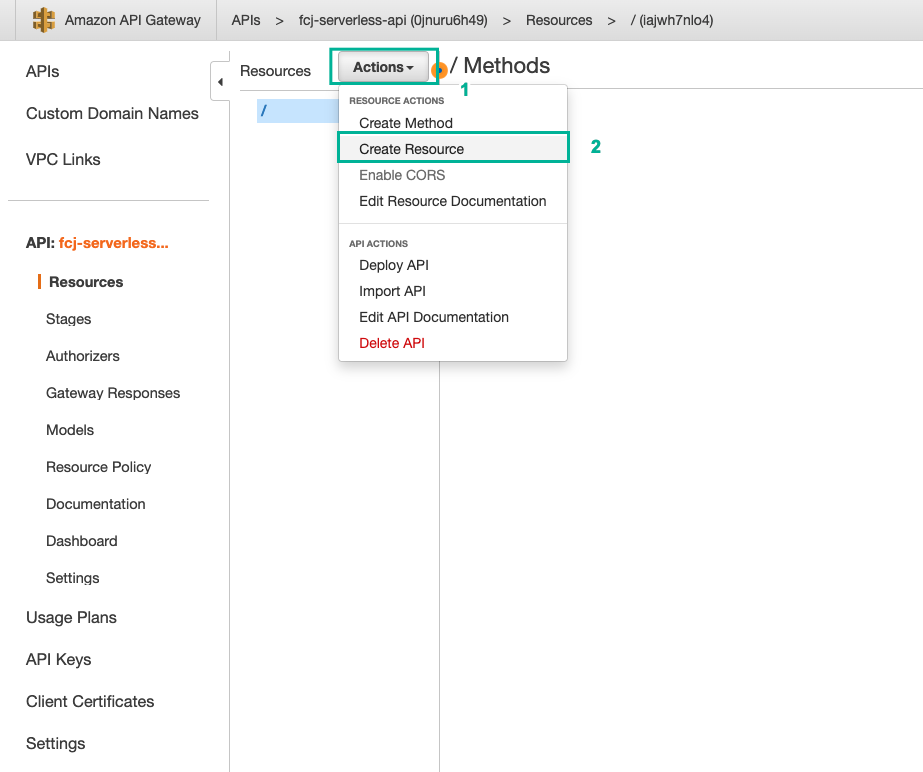 Amazon API Gateway
APIs > fcj-serverless-api (0jnuru6h49) > Resources > / (iajwh7nlo4)
APIs
Custom Domain Names
VPC Links
API: fcj-serverless...
Resources
Stages
Authorizers
Gateway Responses
Models
Resource Policy
Documentation
Dashboard
Settings
Usage Plans
API Keys
Client Certificates
Settings
Resources
Actions
1
/ Methods
/
RESOURCE ACTIONS
Create Method
Create Resource
2
Enable CORS
Edit Resource Documentation
API ACTIONS
Deploy API
Import API
Edit API Documentation
Delete API